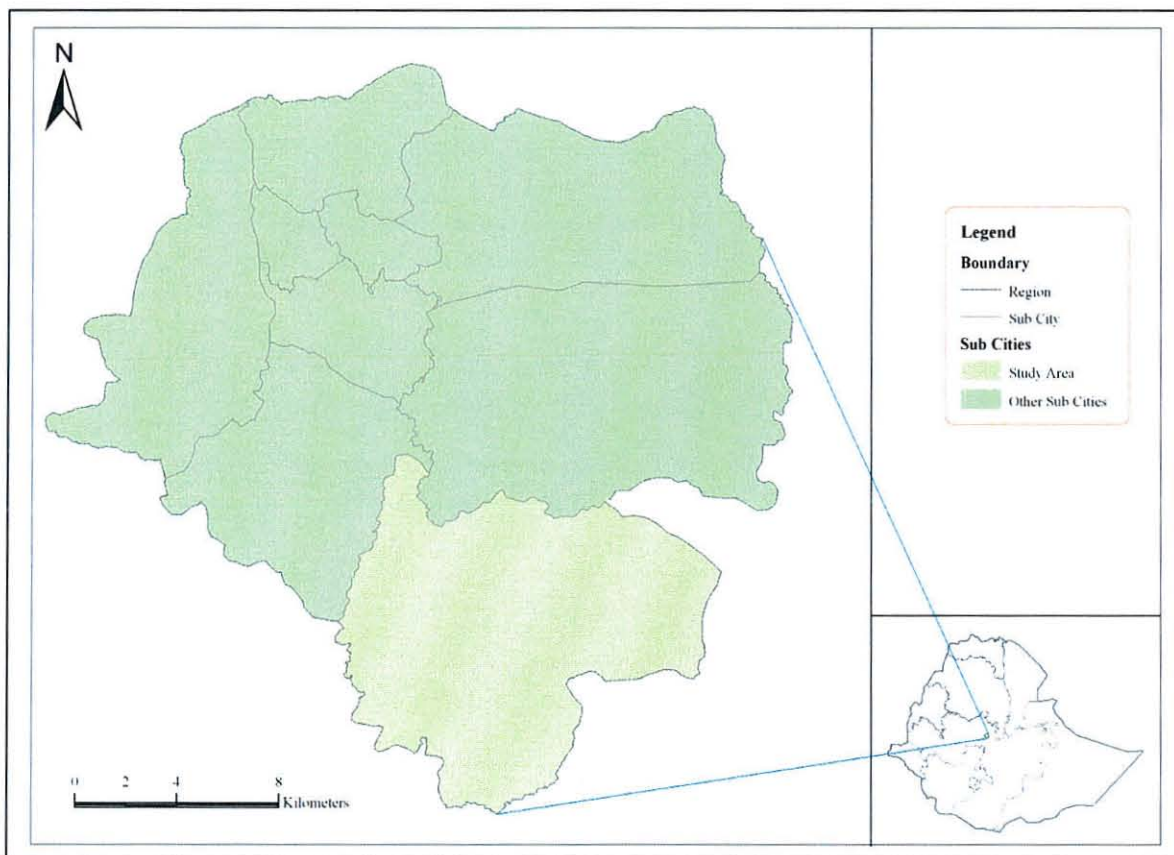 N
Legend
Boundary
Region
Sub City
Sub Cities
Study Area
Other Sub Cities
0 2 4 8
Kilometers